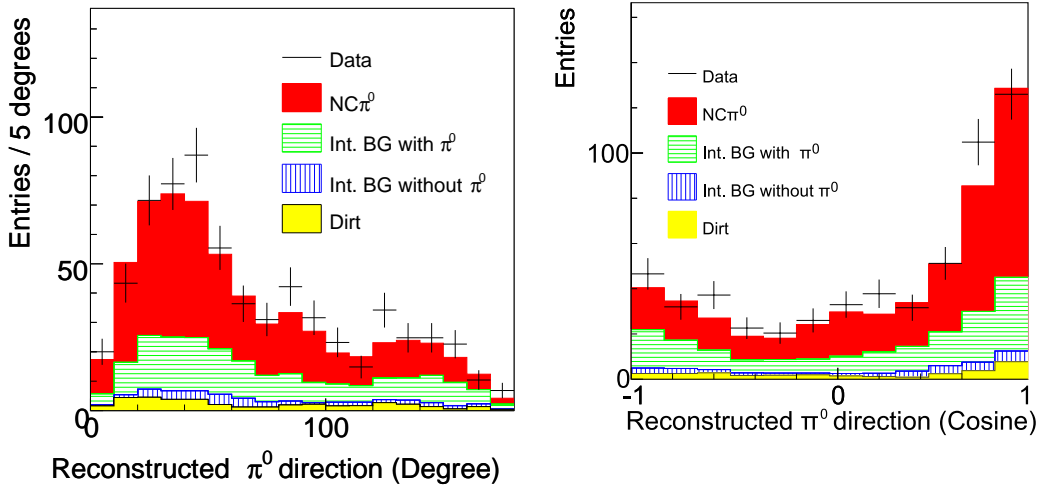 Entries / 5 degrees
100
50
0
0
100
Data
NCπ⁰
Int. BG with π⁰
Int. BG without π⁰
Dirt
Reconstructed π⁰ direction (Degree)
Entries
100
0
-1
0
1
Data
NCπ⁰
Int. BG with π⁰
Int. BG without π⁰
Dirt
Reconstructed π⁰ direction (Cosine)